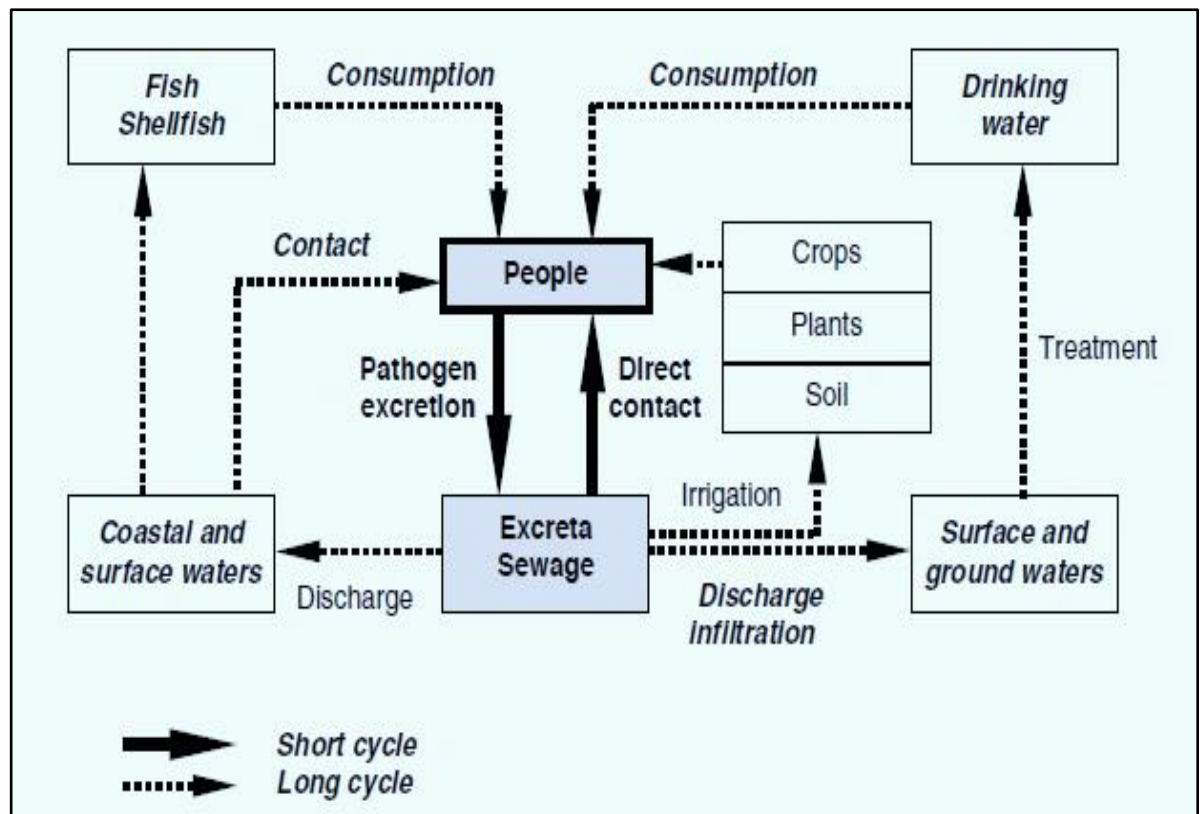 Fish
Shellfish
Consumption
Consumption
Drinking
water
Contact
People
Crops
Plants
Soil
Treatment
Pathogen
excretion
Direct
contact
Irrigation
Coastal and
surface waters
Discharge
Excreta
Sewage
Discharge
infiltration
Surface and
ground waters
Short cycle
Long cycle